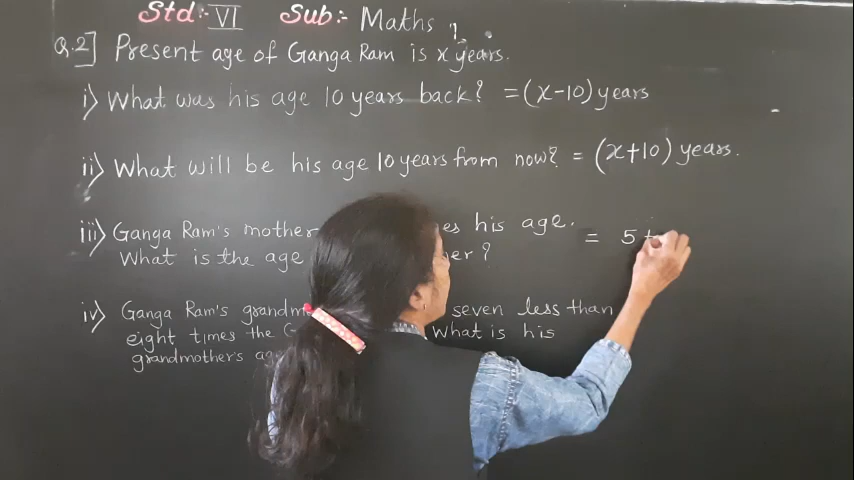 Std:- VI Sub:- Maths
Q.2] Present age of Ganga Ram is x years.
i) What was his age 10 years back? = (x-10) years
ii) What will be his age 10 years from now? = (x+10) years.
iii) Ganga Ram's mother es his age. = 5
What is the age er?
iv) Ganga Ram's grandm seven less than
eight times the G What is his
grandmother's ag